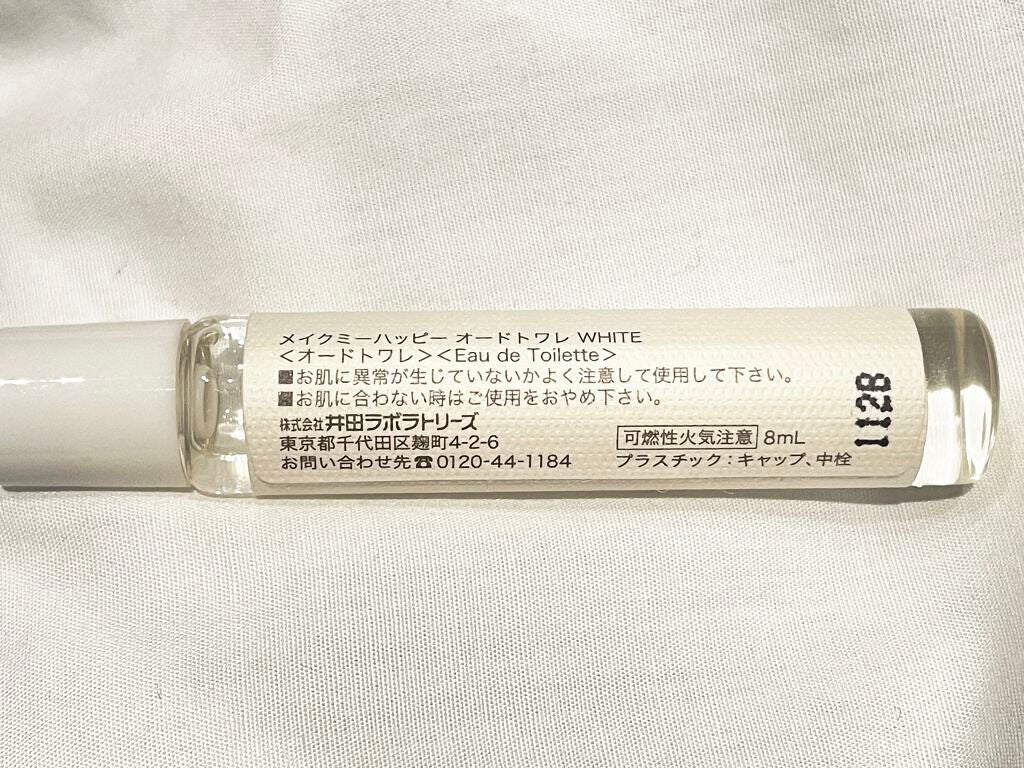 メイクミーハッピー オードトワレ WHITE
＜オードトワレ＞＜Eau de Toilette＞
■お肌に異常が生じていないかよく注意して使用して下さい。
■お肌に合わない時はご使用をおやめ下さい。
株式会社 井田ラボラトリーズ
東京都千代田区麹町4-2-6
お問い合わせ先☎0120-44-1184
可燃性火気注意 8mL
プラスチック：キャップ、中栓
112B